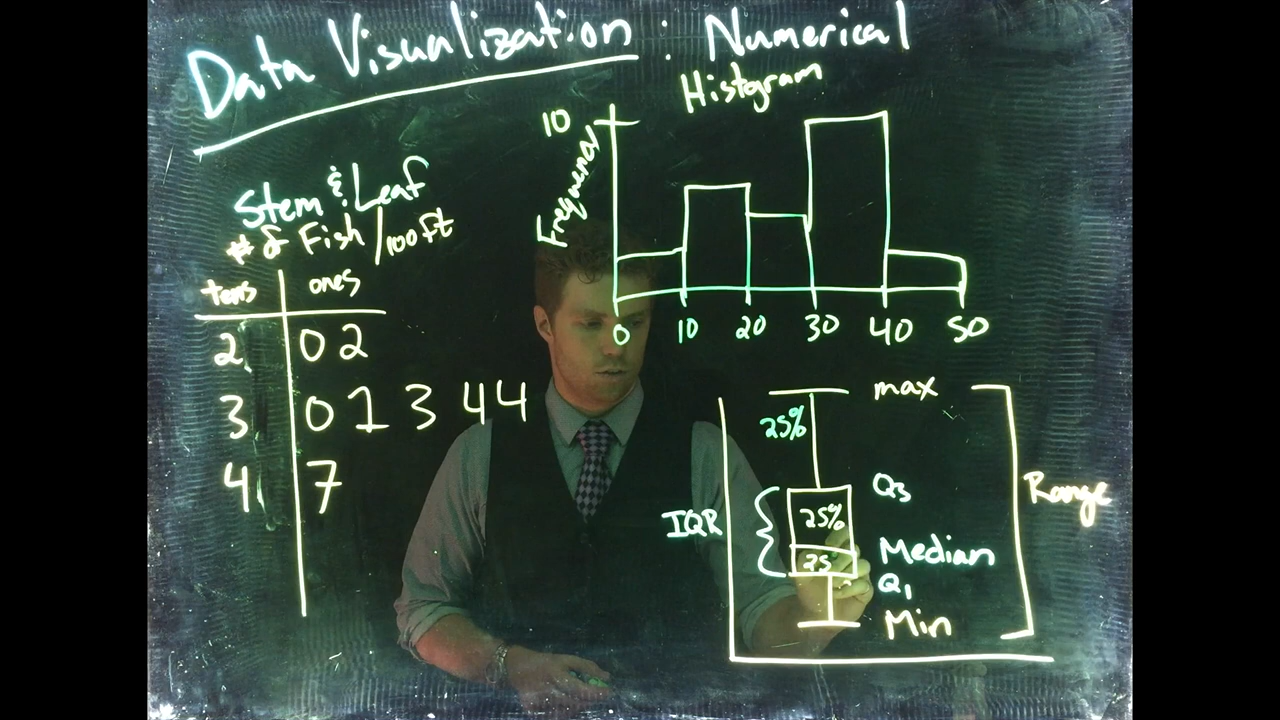 Data Visualization: Numerical
Stem & Leaf
# of Fish/100ft
tens ones
2 0 2
3 0 1 3 4 4
4 7
Histogram
10
Frequency
0 10 20 30 40 50
max
25%
Q3
IQR
25%
Range
Median
25
Q1
Min